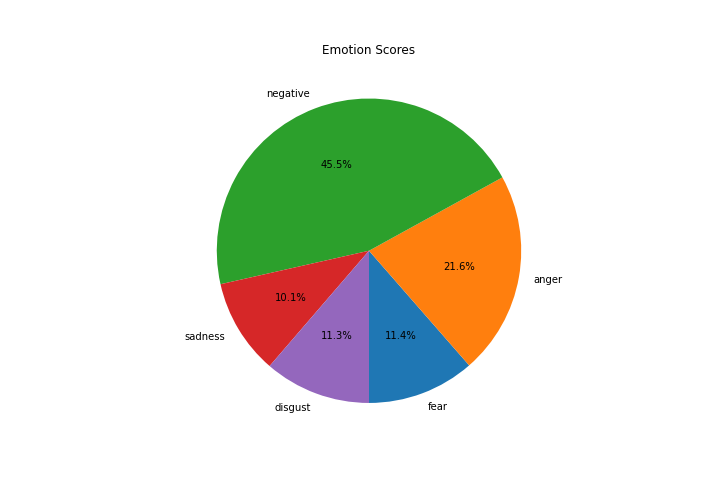 Emotion Scores
negative
45.5%
21.6%
anger
10.1%
sadness
11.3%
11.4%
disgust
fear